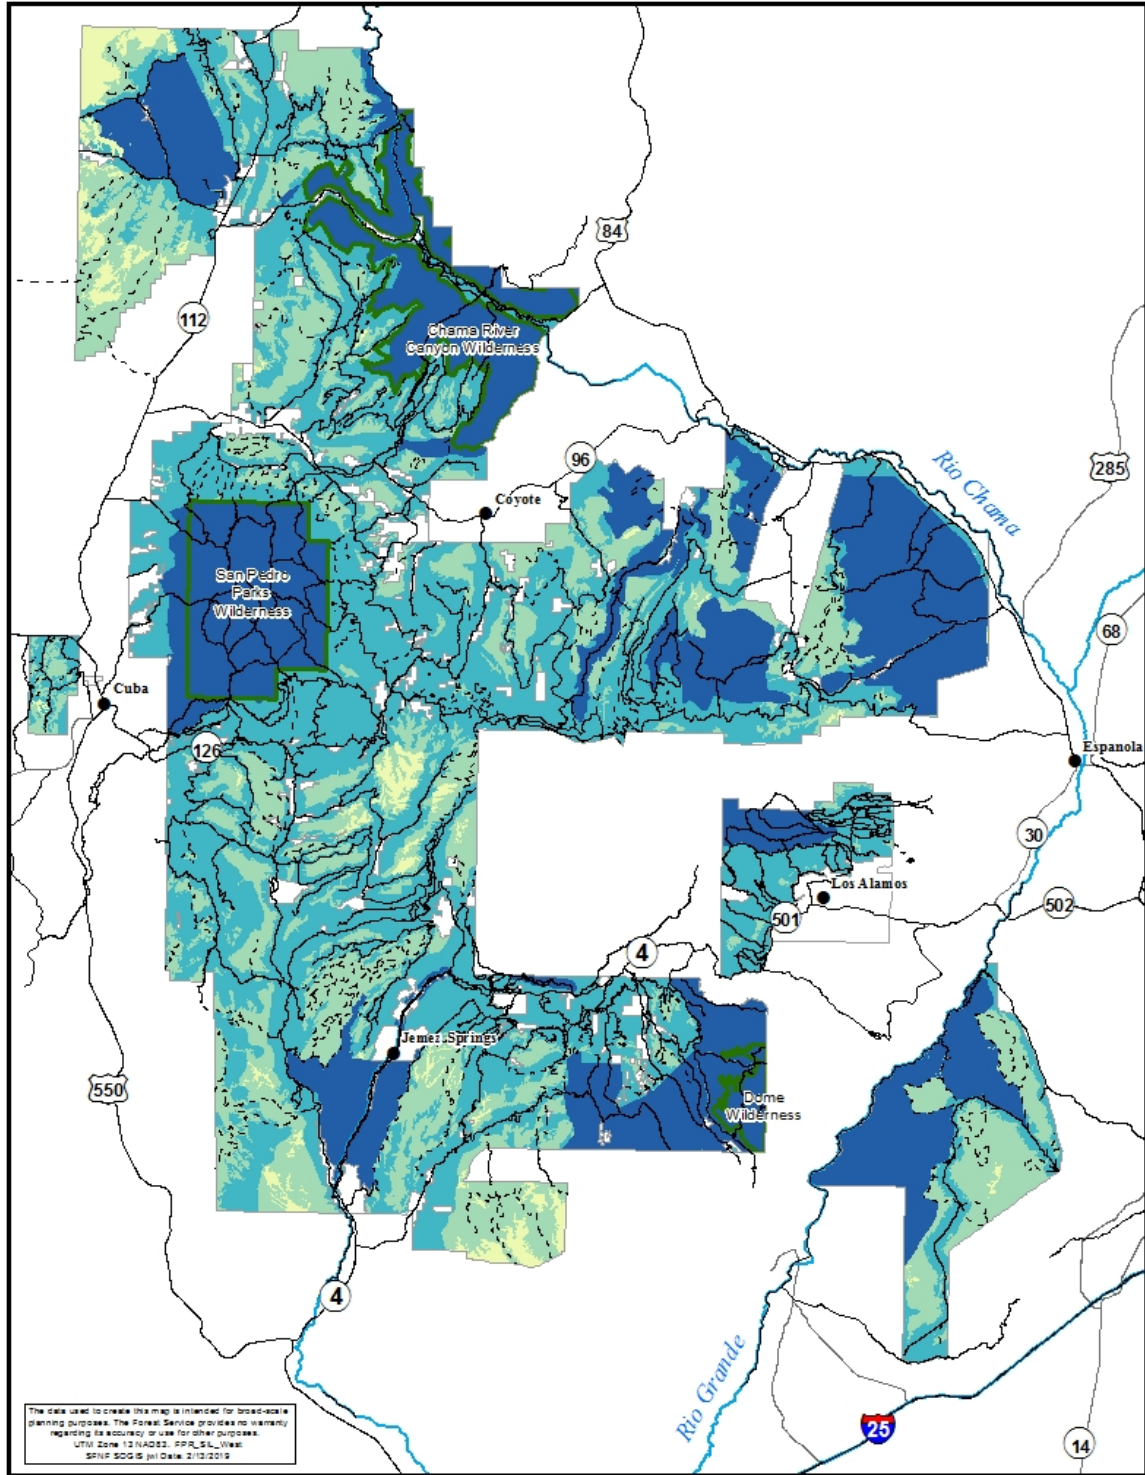 84
112
Chama River
Canyon Wilderness
96
285
Rio Chama
Coyote
San Pedro
Parks
Wilderness
68
Cuba
126
Espanola
30
Los Alamos
501
502
4
Jemez Springs
550
Dome
Wilderness
4
Rio Grande
25
14
The data used to create this map is intended for broad-scale
planning purposes. The Forest Service provides no warranty
regarding its accuracy or use for other purposes.
UTM Zone 13 NAD83. FPR_SIL_West
SFNF SOGIS jwl Date: 2/13/2019